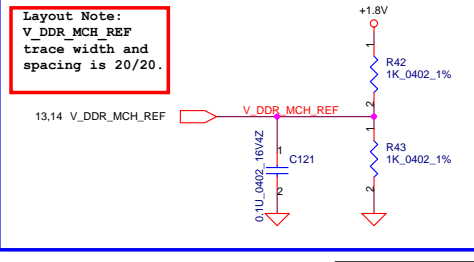 Layout Note:
V_DDR_MCH_REF
trace width and
spacing is 20/20.
+1.8V
1
R42
1K_0402_1%
2
13,14 V_DDR_MCH_REF
V_DDR_MCH_REF
1
R43
1K_0402_1%
2
0.1U_0402_16V4Z
1
C121
2